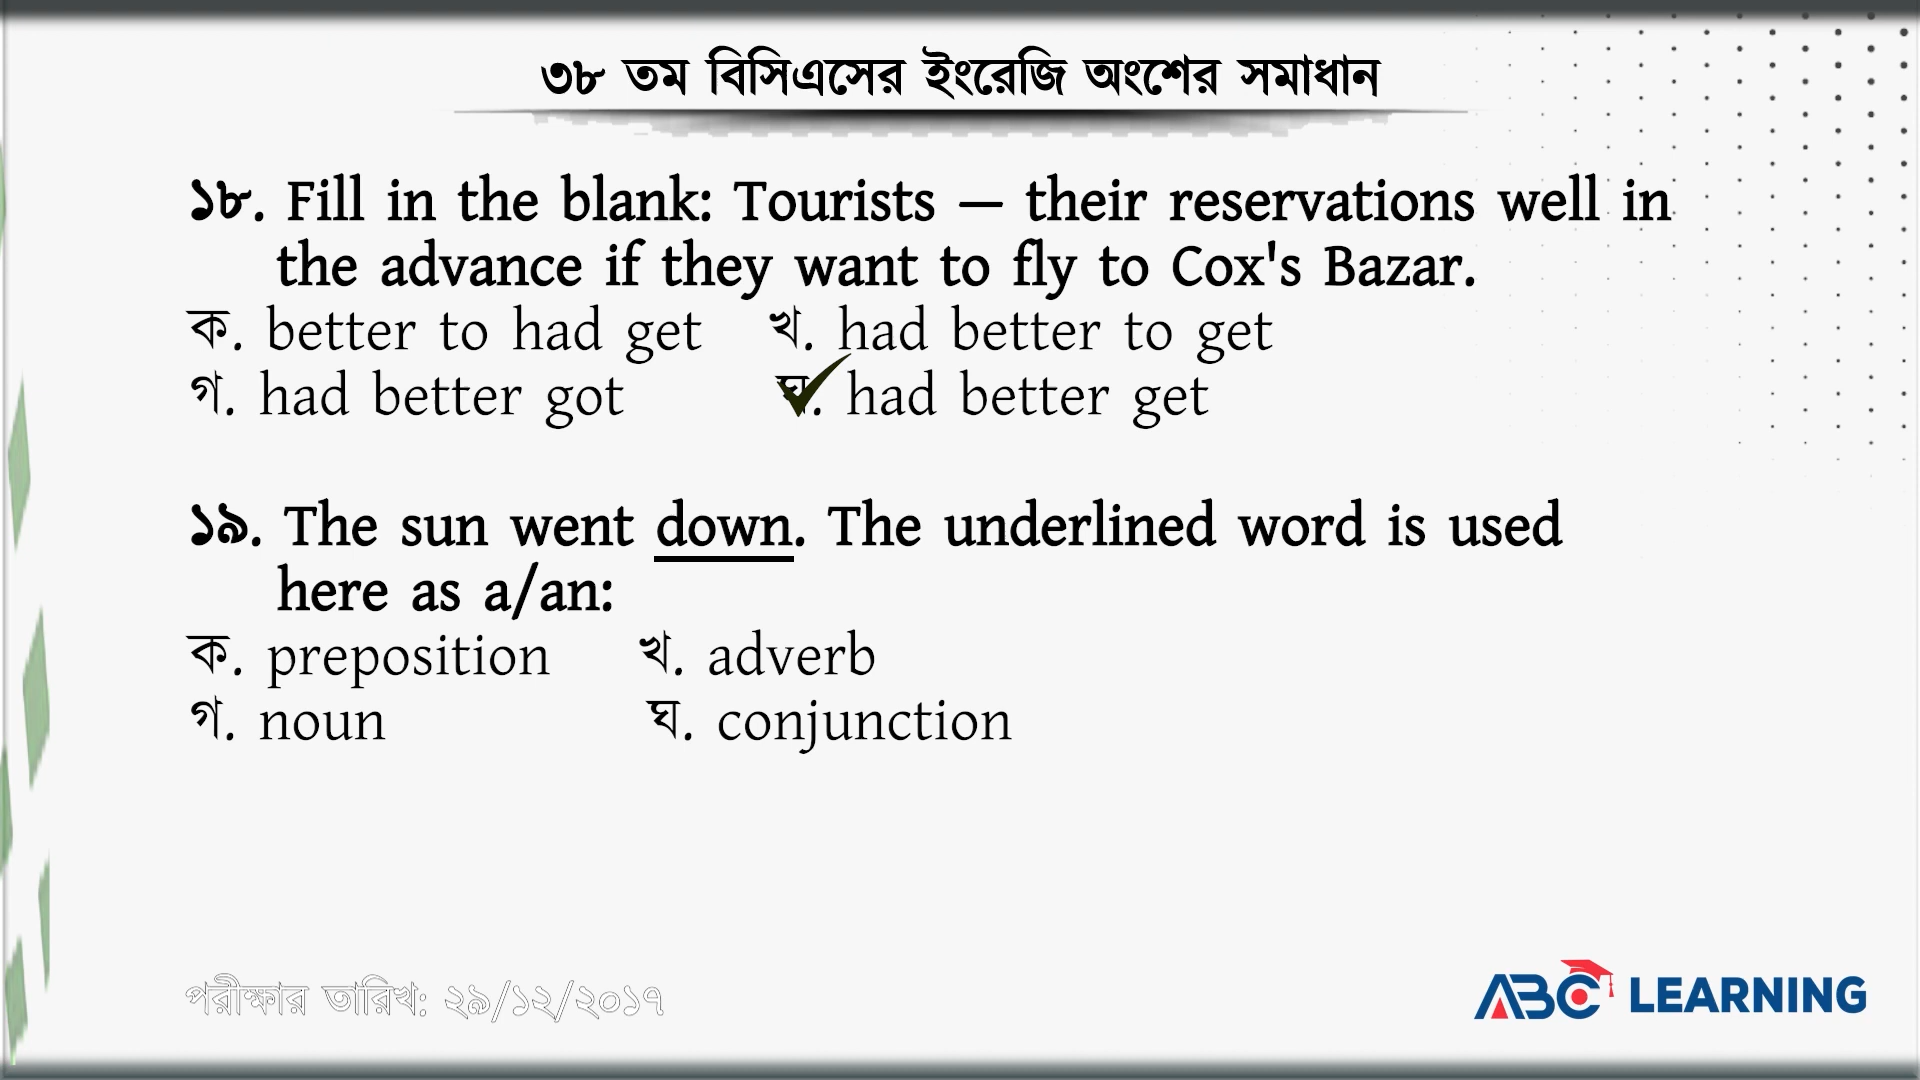 ৩৮ তম বিসিএসের ইংরেজি অংশের সমাধান
১৮. Fill in the blank: Tourists — their reservations well in
the advance if they want to fly to Cox's Bazar.
ক. better to had get খ. had better to get
গ. had better got ঘ. had better get
১৯. The sun went down. The underlined word is used
here as a/an:
ক. preposition খ. adverb
গ. noun ঘ. conjunction
পরীক্ষার তারিখ: ২৯/১২/২০১৭
ABC LEARNING